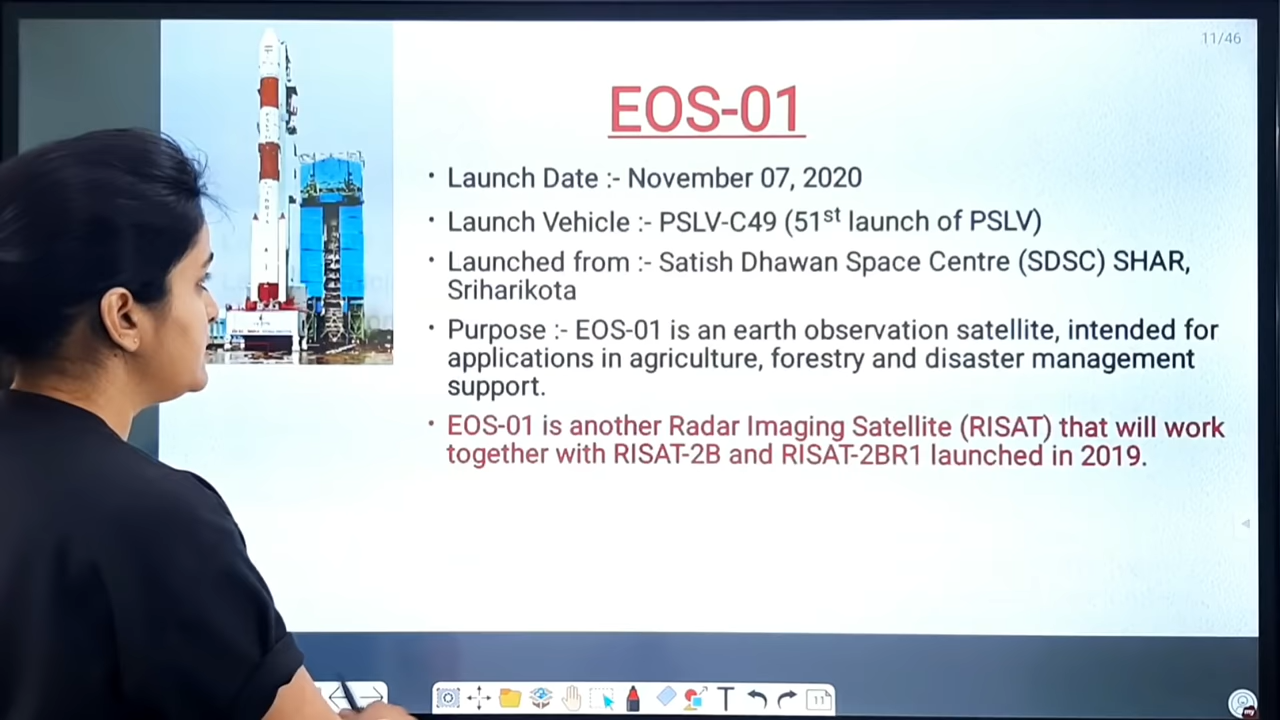 11/46
EOS-01
• Launch Date :- November 07, 2020
• Launch Vehicle :- PSLV-C49 (51st launch of PSLV)
• Launched from :- Satish Dhawan Space Centre (SDSC) SHAR,
Sriharikota
• Purpose :- EOS-01 is an earth observation satellite, intended for
applications in agriculture, forestry and disaster management
support.
• EOS-01 is another Radar Imaging Satellite (RISAT) that will work
together with RISAT-2B and RISAT-2BR1 launched in 2019.
T
11